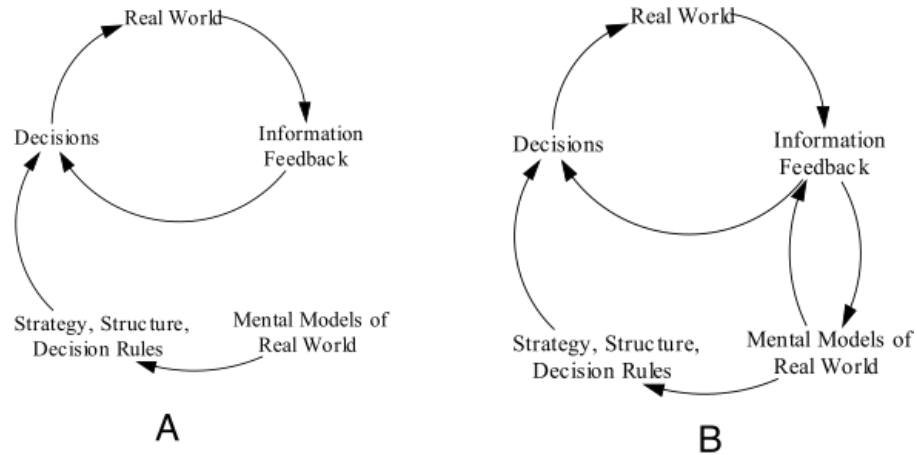 Real World
Decisions
Information
Feedback
Strategy, Structure,
Decision Rules
Mental Models of
Real World
A
Real World
Decisions
Information
Feedback
Strategy, Structure,
Decision Rules
Mental Models of
Real World
B